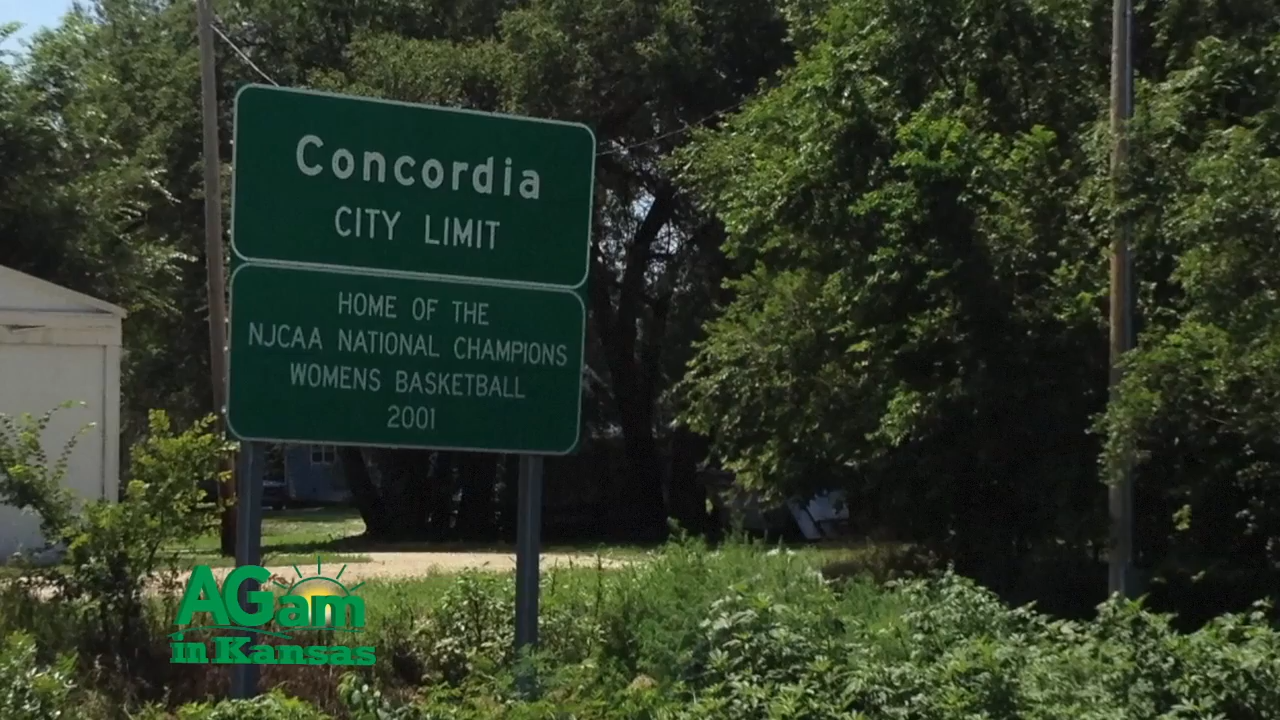 Concordia
CITY LIMIT
HOME OF THE
NJCAA NATIONAL CHAMPIONS
WOMENS BASKETBALL
2001
AGam
in Kansas